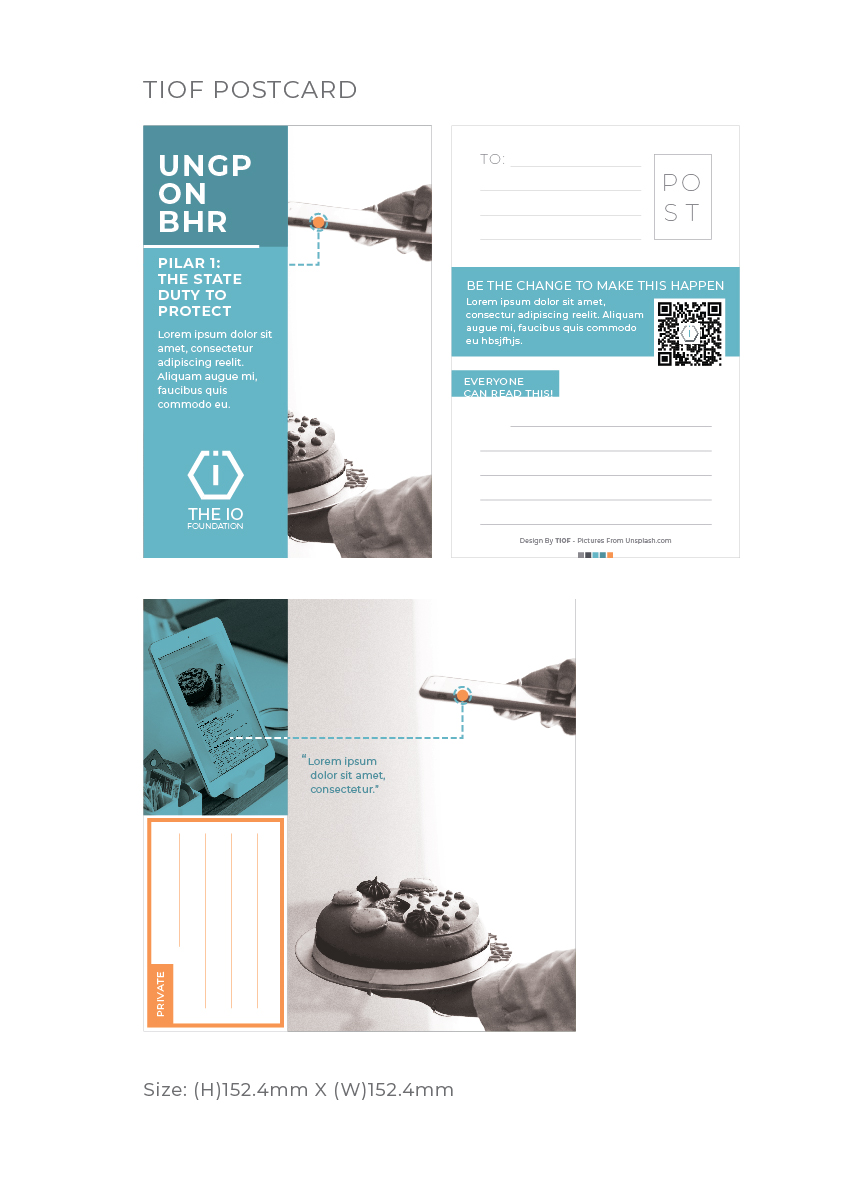 TIOF POSTCARD
UNGP
ON
BHR
PILAR 1:
THE STATE
DUTY TO
PROTECT
Lorem ipsum dolor sit
amet, consectetur
adipiscing reelit.
Aliquam augue mi,
faucibus quis
commodo eu.
THE IO
FOUNDATION
TO:
PO
ST
BE THE CHANGE TO MAKE THIS HAPPEN
Lorem ipsum dolor sit amet,
consectur adipiscing reelit. Aliquam
augue mi, faucibus quis commodo
eu hbsjfhjs.
EVERYONE
CAN READ THIS!
Design By TIOF - Pictures From Unsplash.com
"Lorem ipsum
dolor sit amet,
consectetur."
PRIVATE
Size: (H)152.4mm X (W)152.4mm